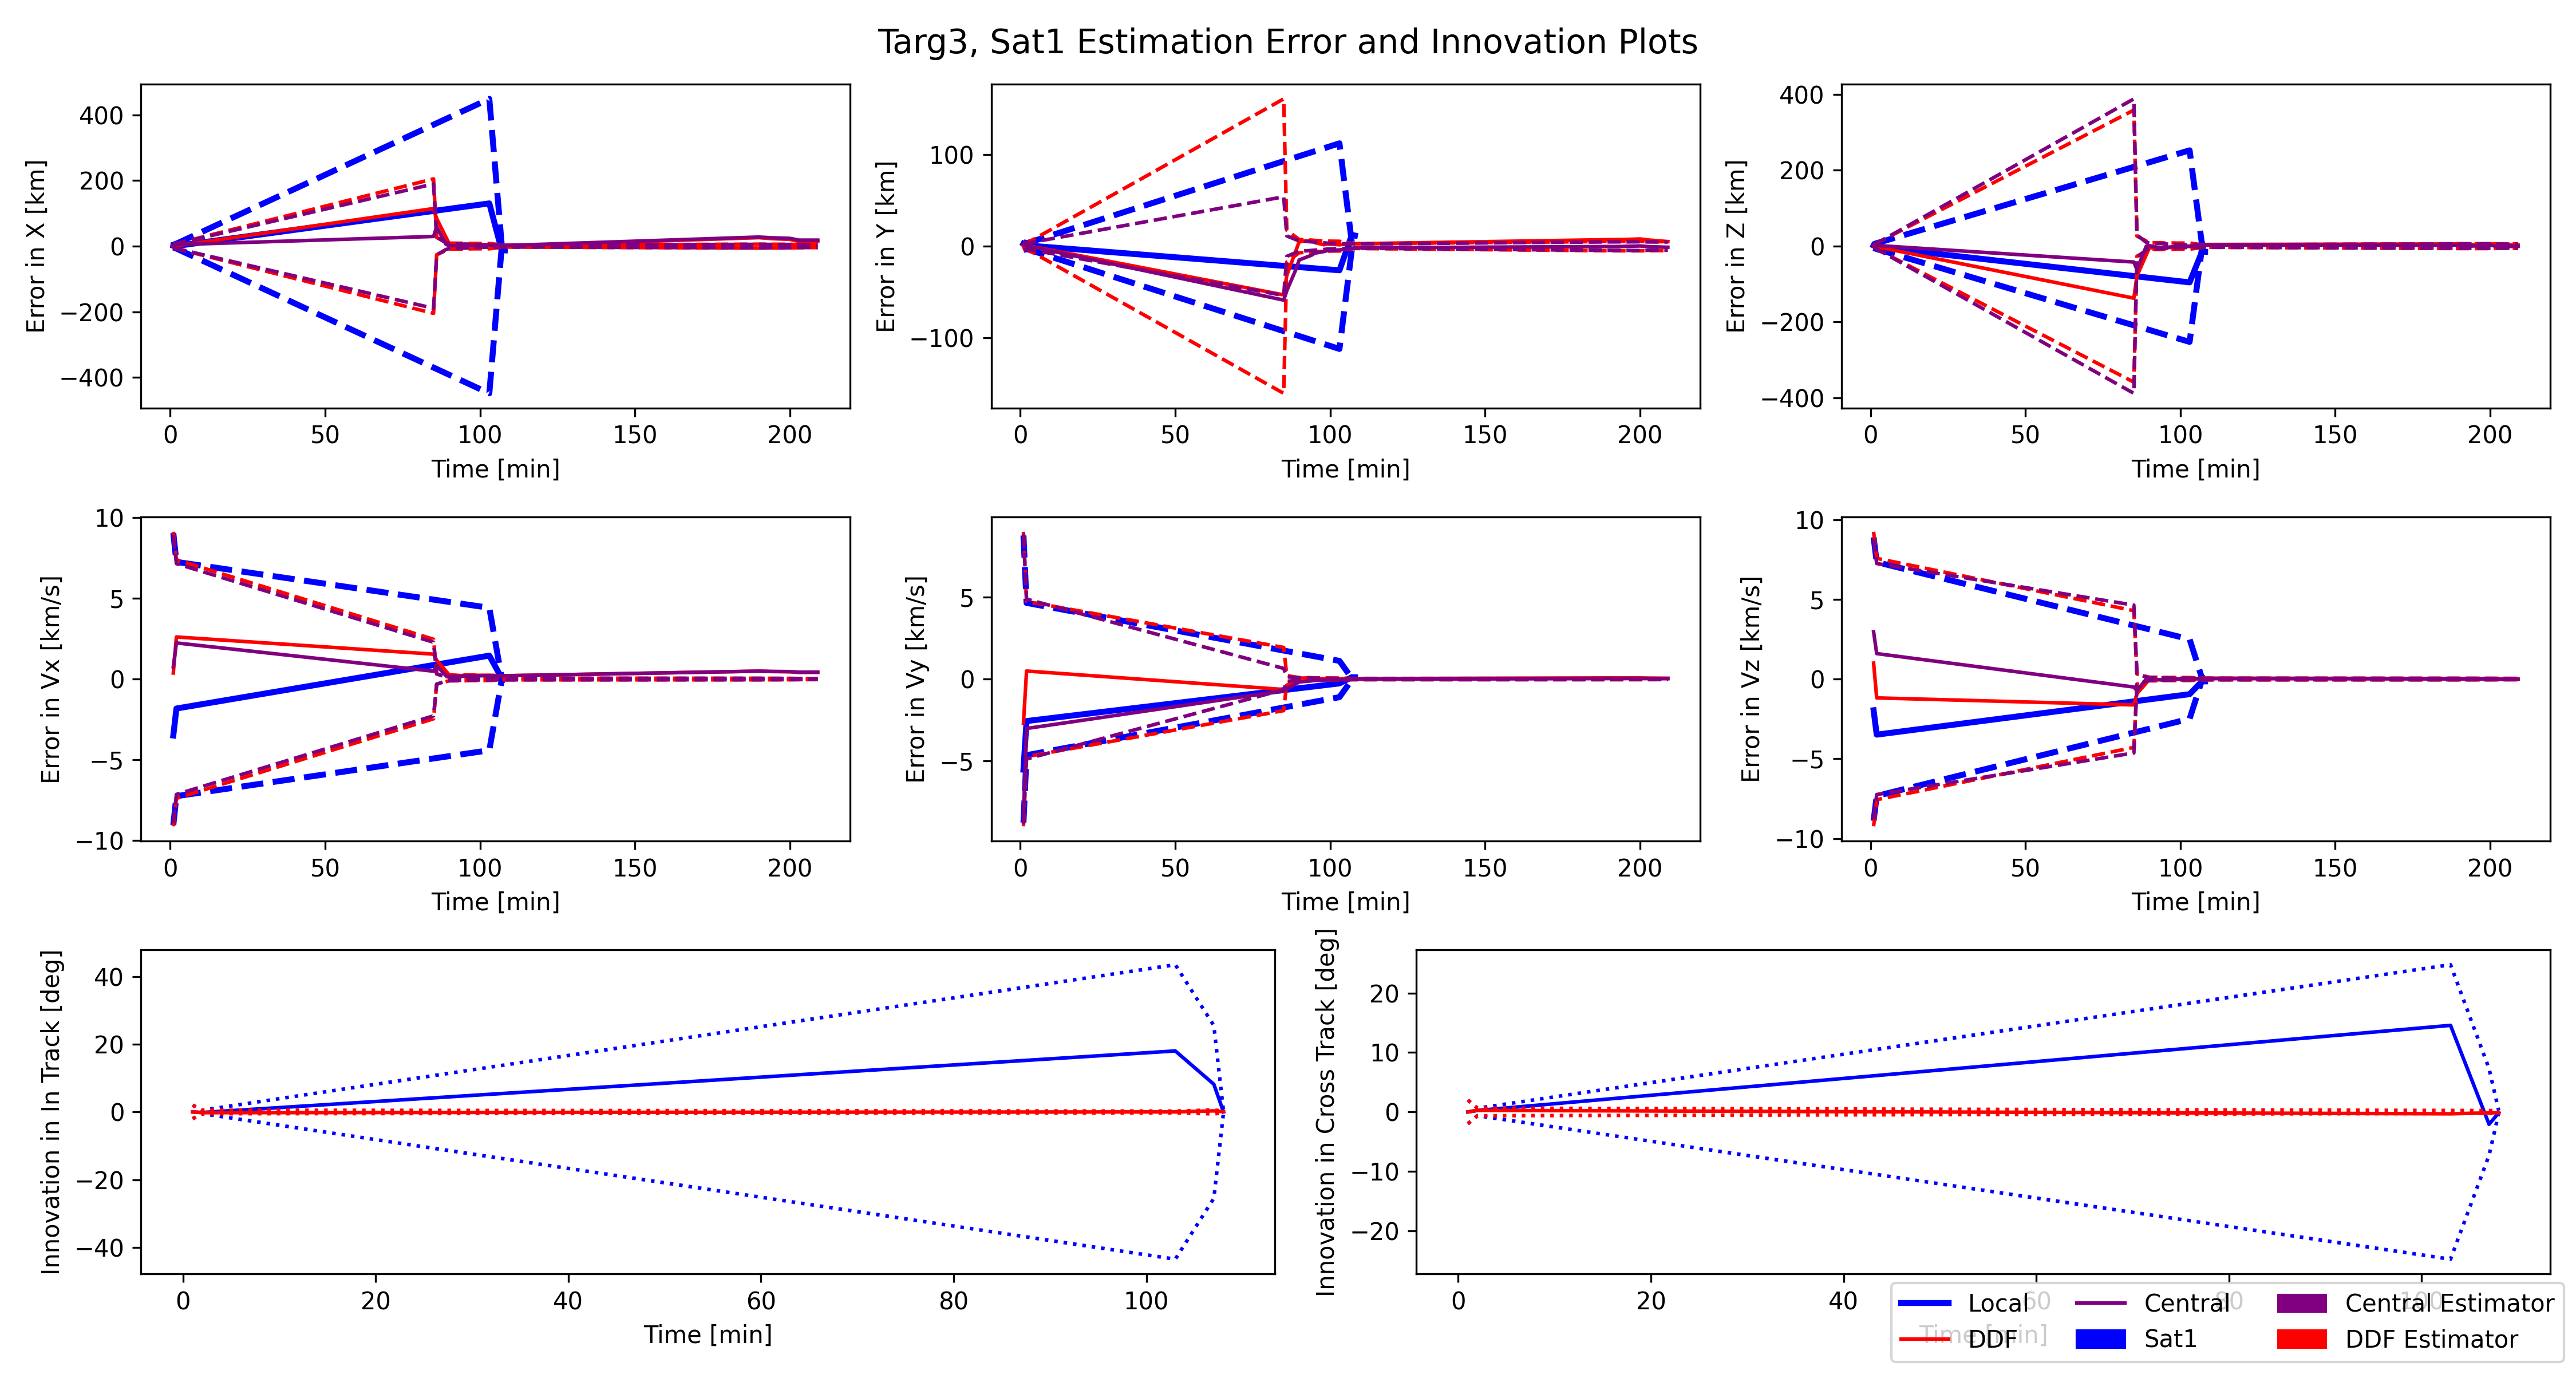 Targ3, Sat1 Estimation Error and Innovation Plots
Error in X [km]
400
200
0
−200
−400
0 50 100 150 200
Time [min]
Error in Y [km]
100
0
−100
0 50 100 150 200
Time [min]
Error in Z [km]
400
200
0
−200
−400
0 50 100 150 200
Time [min]
Error in Vx [km/s]
10
5
0
−5
−10
0 50 100 150 200
Time [min]
Error in Vy [km/s]
5
0
−5
0 50 100 150 200
Time [min]
Error in Vz [km/s]
10
5
0
−5
−10
0 50 100 150 200
Time [min]
Innovation in In Track [deg]
40
20
0
−20
−40
0 20 40 60 80 100
Time [min]
Innovation in Cross Track [deg]
20
10
0
−10
−20
0 20 40 60 80 100
Time [min]
Local
DDF
Central
Sat1
Central Estimator
DDF Estimator